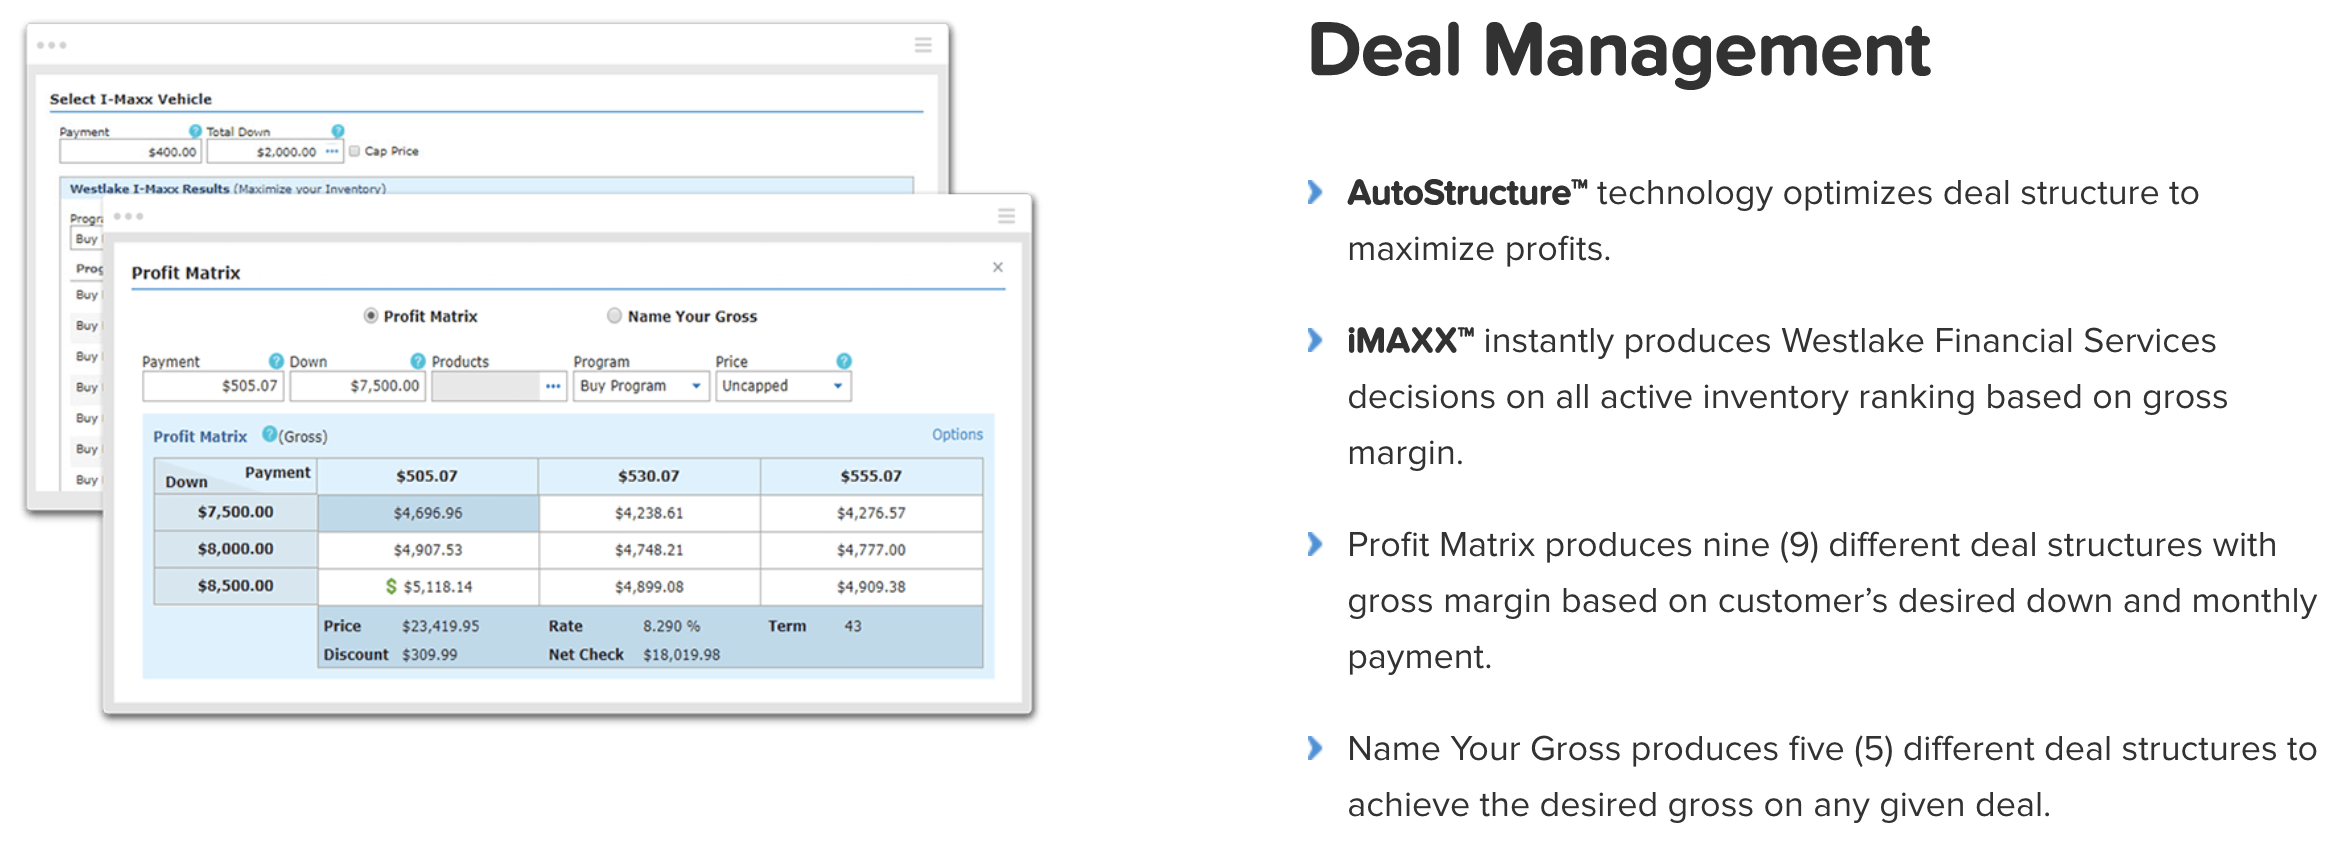 Select I-Maxx Vehicle
Payment ? Total Down ?
$400.00 $2,000.00 ... Cap Price
Westlake I-Maxx Results (Maximize your Inventory)
Buy
Buy
Buy
Buy
Buy
Buy
Buy
Buy
Profit Matrix ×
Profit Matrix Name Your Gross
Payment ? Down ? Products Program Price ?
$505.07 $7,500.00 ... Buy Program Uncapped
Profit Matrix ? (Gross) Options
Payment $505.07 $530.07 $555.07
Down
$7,500.00 $4,696.96 $4,238.61 $4,276.57
$8,000.00 $4,907.53 $4,748.21 $4,777.00
$8,500.00 $ $5,118.14 $4,899.08 $4,909.38
Price $23,419.95 Rate 8.290 % Term 43
Discount $309.99 Net Check $18,019.98
Deal Management
AutoStructure™ technology optimizes deal structure to
maximize profits.
iMAXX™ instantly produces Westlake Financial Services
decisions on all active inventory ranking based on gross
margin.
Profit Matrix produces nine (9) different deal structures with
gross margin based on customer’s desired down and monthly
payment.
Name Your Gross produces five (5) different deal structures to
achieve the desired gross on any given deal.